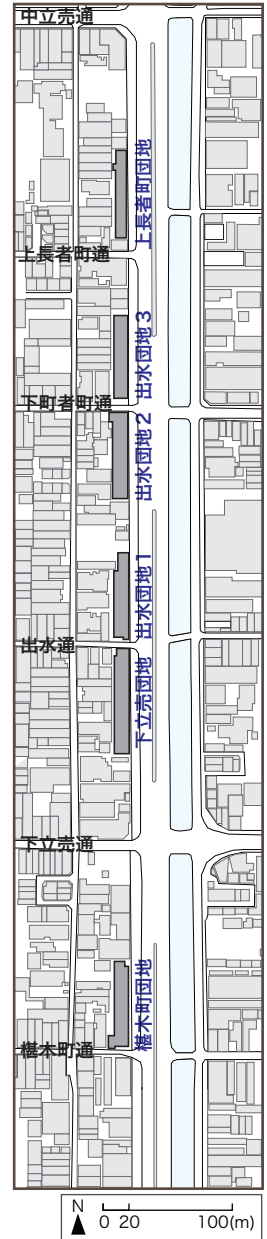 中立売通
上長者町団地
上長者町通
出水団地3
下町者町通
出水団地2
出水団地1
出水通
下立売団地
下立売通
椹木町団地
椹木町通
N
0 20 100(m)